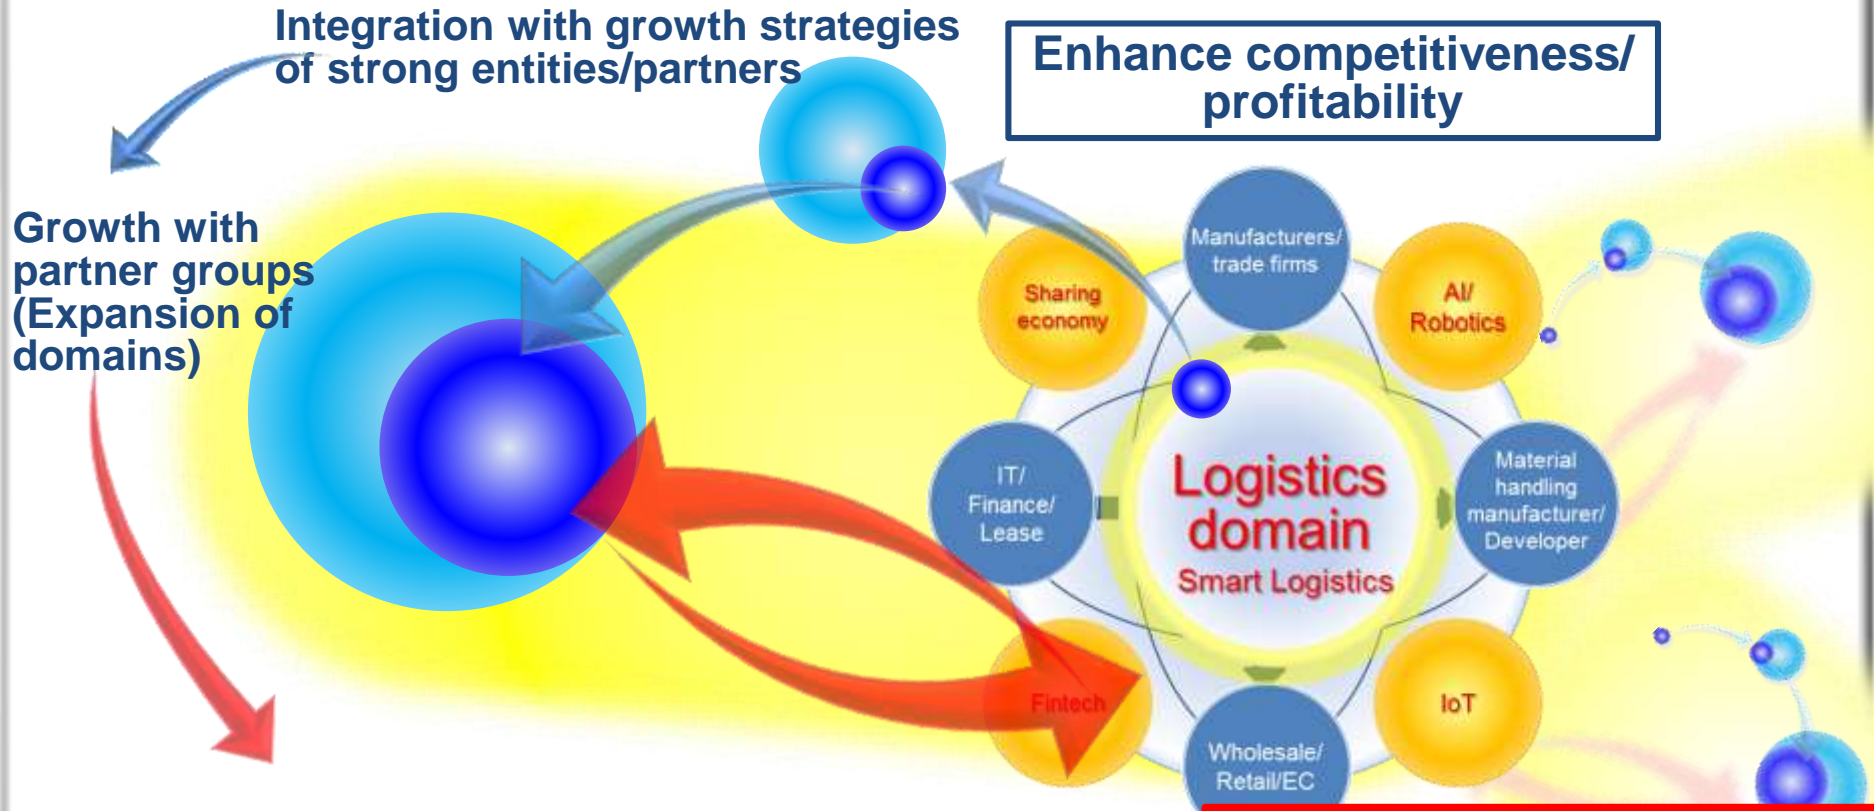 Integration with growth strategies
of strong entities/partners
Enhance competitiveness/
profitability
Growth with
partner groups
(Expansion of
domains)
Manufacturers/
trade firms
Sharing
economy
AI/
Robotics
IT/
Finance/
Lease
Logistics
domain
Smart Logistics
Material
handling
manufacturer/
Developer
Fintech
IoT
Wholesale/
Retail/EC